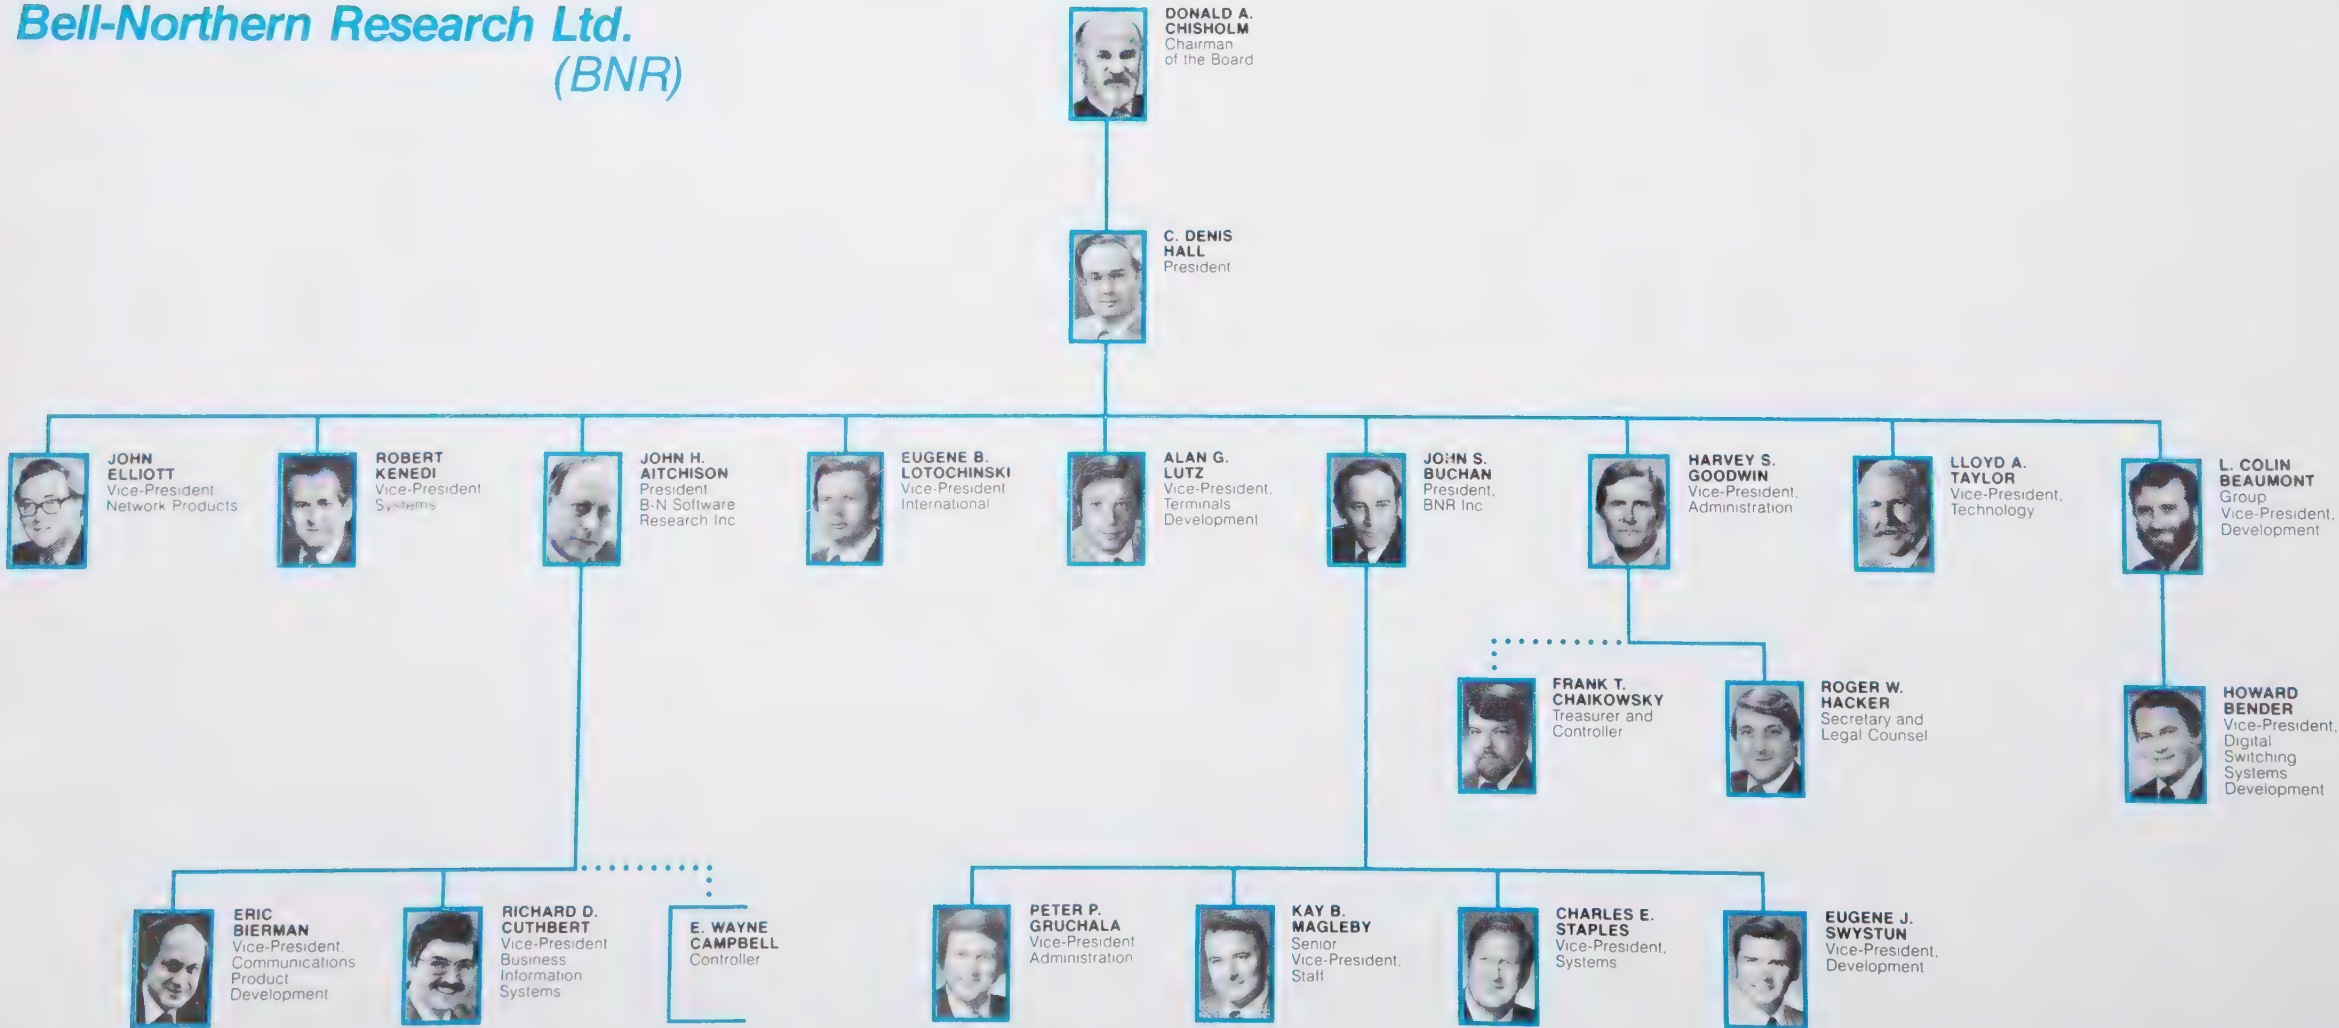 Bell-Northern Research Ltd.
(BNR)
DONALD A.
CHISHOLM
Chairman
of the Board
C. DENIS
HALL
President
JOHN
ELLIOTT
Vice-President
Network Products
ROBERT
KENEDI
Vice-President
Systems
JOHN H.
AITCHISON
President
B-N Software
Research Inc
EUGENE B.
LOTOCHINSKI
Vice-President
International
ALAN G.
LUTZ
Vice-President,
Terminals
Development
JOHN S.
BUCHAN
President,
BNR Inc
HARVEY S.
GOODWIN
Vice-President,
Administration
LLOYD A.
TAYLOR
Vice-President,
Technology
L. COLIN
BEAUMONT
Group
Vice-President,
Development
FRANK T.
CHAIKOWSKY
Treasurer and
Controller
ROGER W.
HACKER
Secretary and
Legal Counsel
HOWARD
BENDER
Vice-President,
Digital
Switching
Systems
Development
ERIC
BIERMAN
Vice-President,
Communications
Product
Development
RICHARD D.
CUTHBERT
Vice-President
Business
Information
Systems
E. WAYNE
CAMPBELL
Controller
PETER P.
GRUCHALA
Vice-President
Administration
KAY B.
MAGLEBY
Senior
Vice-President,
Staff
CHARLES E.
STAPLES
Vice-President,
Systems
EUGENE J.
SWYSTUN
Vice-President,
Development